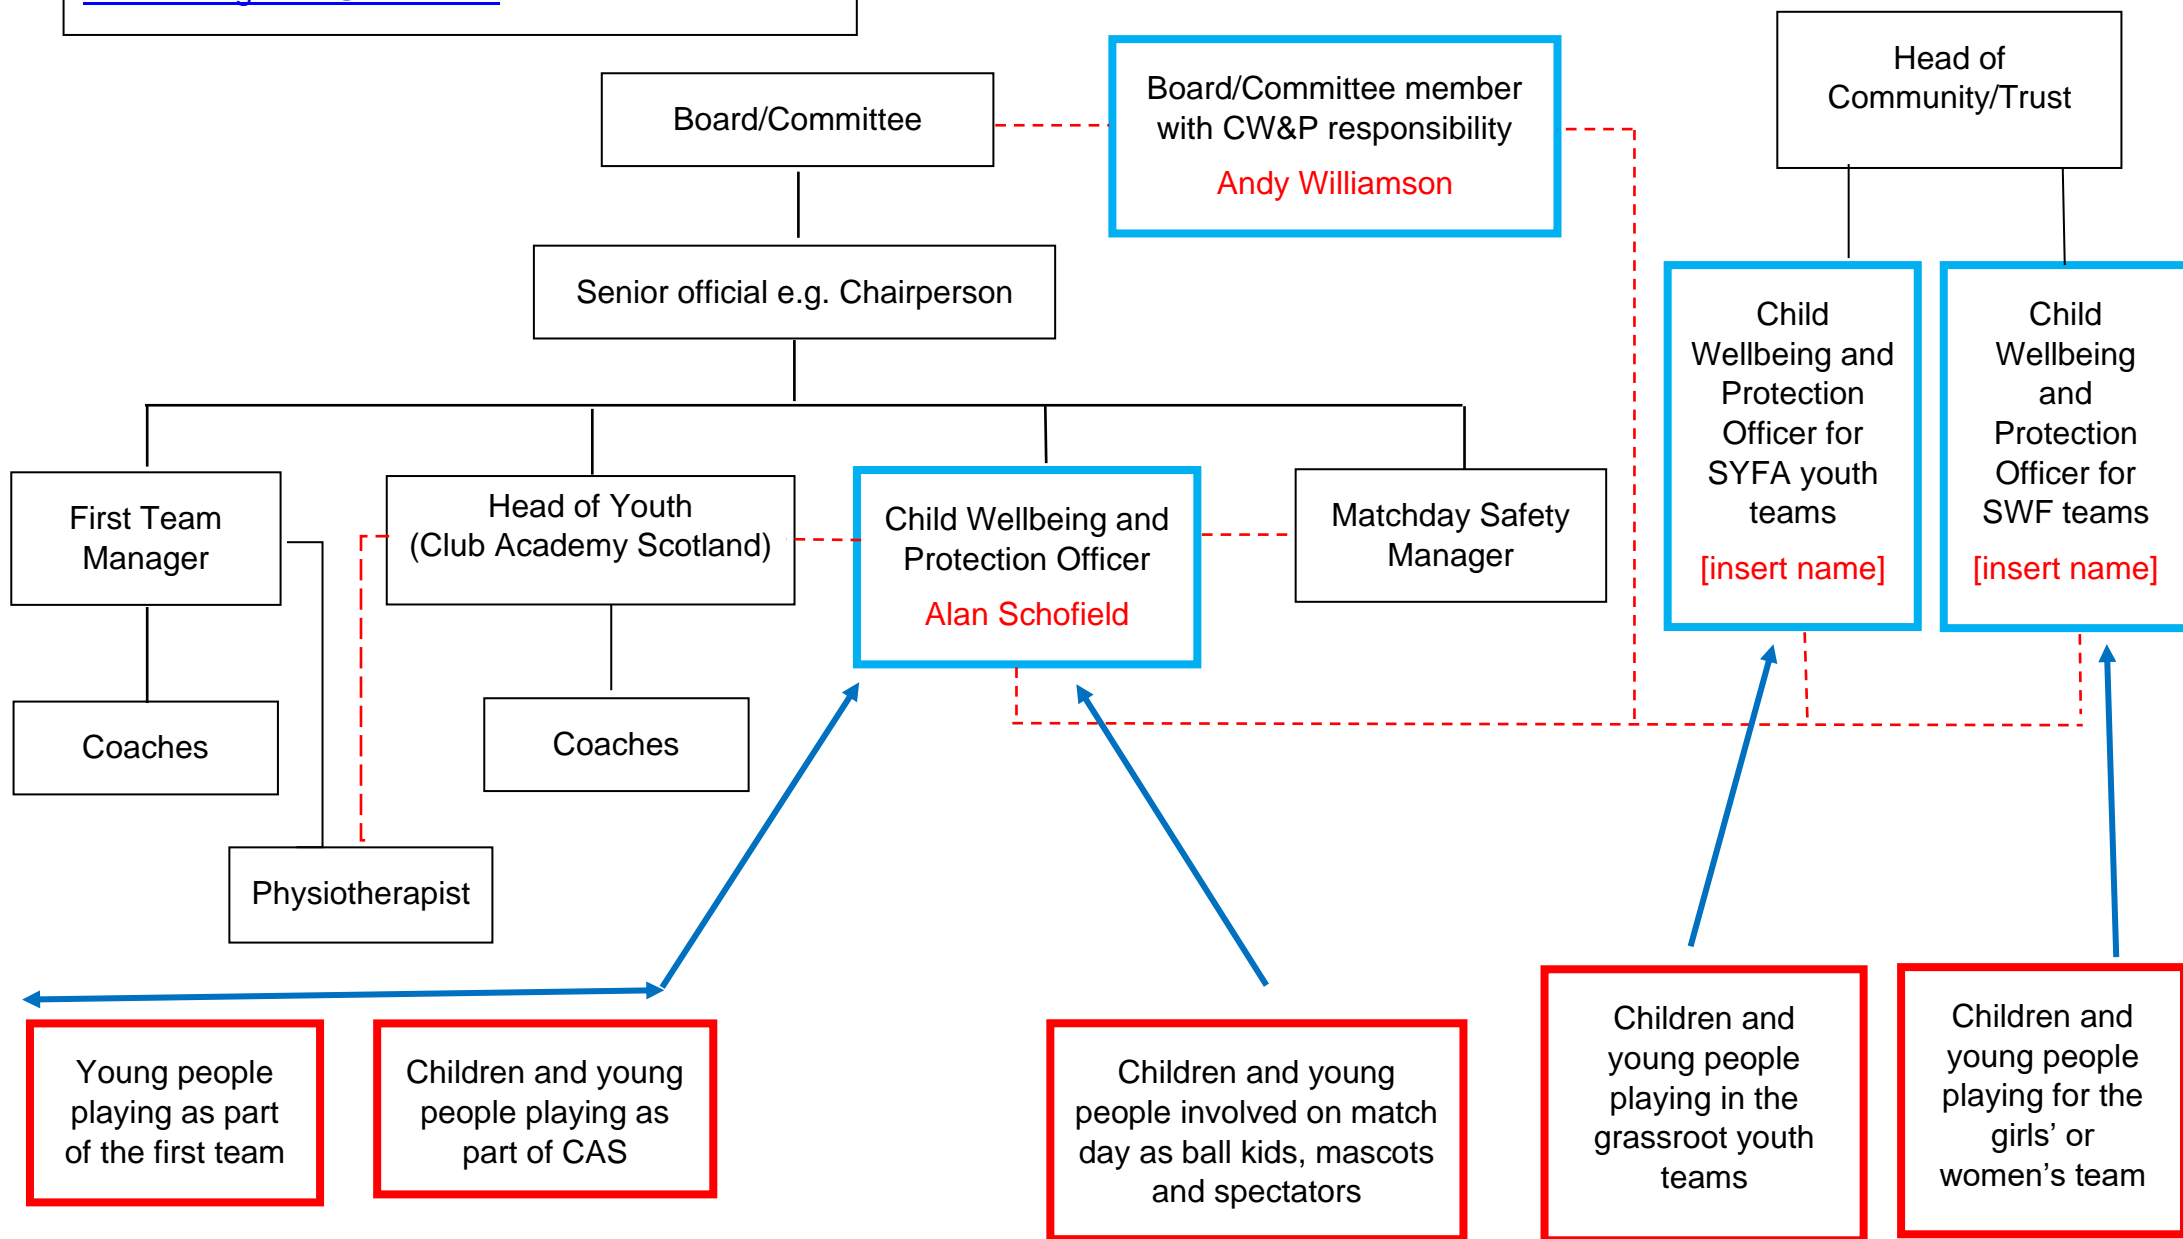 Board/Committee
Board/Committee member
with CW&P responsibility
Andy Williamson
Head of
Community/Trust
Senior official e.g. Chairperson
Child
Wellbeing and
Protection
Officer for
SYFA youth
teams
[insert name]
Child
Wellbeing
and
Protection
Officer for
SWF teams
[insert name]
First Team
Manager
Head of Youth
(Club Academy Scotland)
Child Wellbeing and
Protection Officer
Alan Schofield
Matchday Safety
Manager
Coaches
Coaches
Physiotherapist
Young people
playing as part
of the first team
Children and young
people playing as
part of CAS
Children and young
people involved on match
day as ball kids, mascots
and spectators
Children and
young people
playing in the
grassroot youth
teams
Children and
young people
playing for the
girls’ or
women’s team